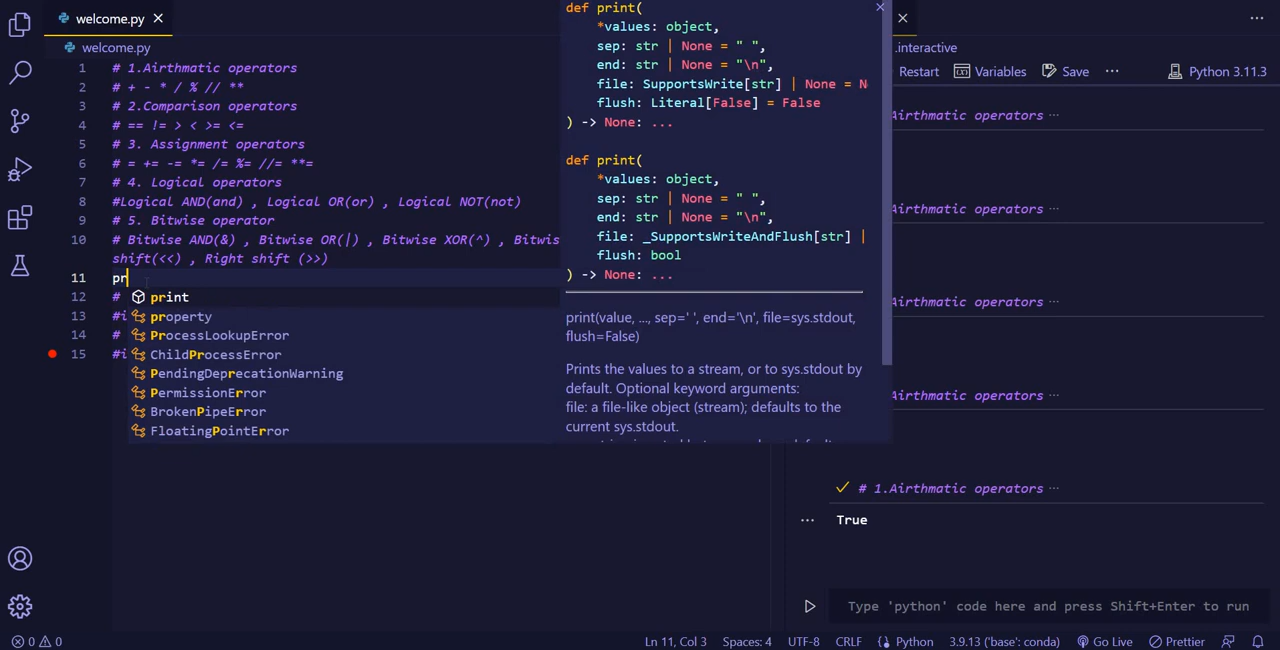 welcome.py
welcome.py
1 # 1.Airthmatic operators
2 # + - * / % // **
3 # 2.Comparison operators
4 # == != > < >= <=
5 # 3. Assignment operators
6 # = += -= *= /= %= //= **=
7 # 4. Logical operators
8 #Logical AND(and) , Logical OR(or) , Logical NOT(not)
9 # 5. Bitwise operator
10 # Bitwise AND(&) , Bitwise OR(|) , Bitwise XOR(^) , Bitwis
shift(<<) , Right shift (>>)
11 pr
12 #
13 #i
14 #
15 #i
print
property
ProcessLookupError
ChildProcessError
PendingDeprecationWarning
PermissionError
BrokenPipeError
FloatingPointError
def print(
*values: object,
sep: str | None = " ",
end: str | None = "\n",
file: SupportsWrite[str] | None = N
flush: Literal[False] = False
) -> None: ...
def print(
*values: object,
sep: str | None = " ",
end: str | None = "\n",
file: _SupportsWriteAndFlush[str] |
flush: bool
) -> None: ...
print(value, ..., sep=' ', end='\n', file=sys.stdout,
flush=False)
Prints the values to a stream, or to sys.stdout by
default. Optional keyword arguments:
file: a file-like object (stream); defaults to the
current sys.stdout.
.interactive
Restart Variables Save ··· Python 3.11.3
Airthmatic operators ···
Airthmatic operators ···
Airthmatic operators ···
Airthmatic operators ···
# 1.Airthmatic operators ···
··· True
Type 'python' code here and press Shift+Enter to run
0 0 Ln 11, Col 3 Spaces: 4 UTF-8 CRLF Python 3.9.13 ('base': conda) Go Live Prettier